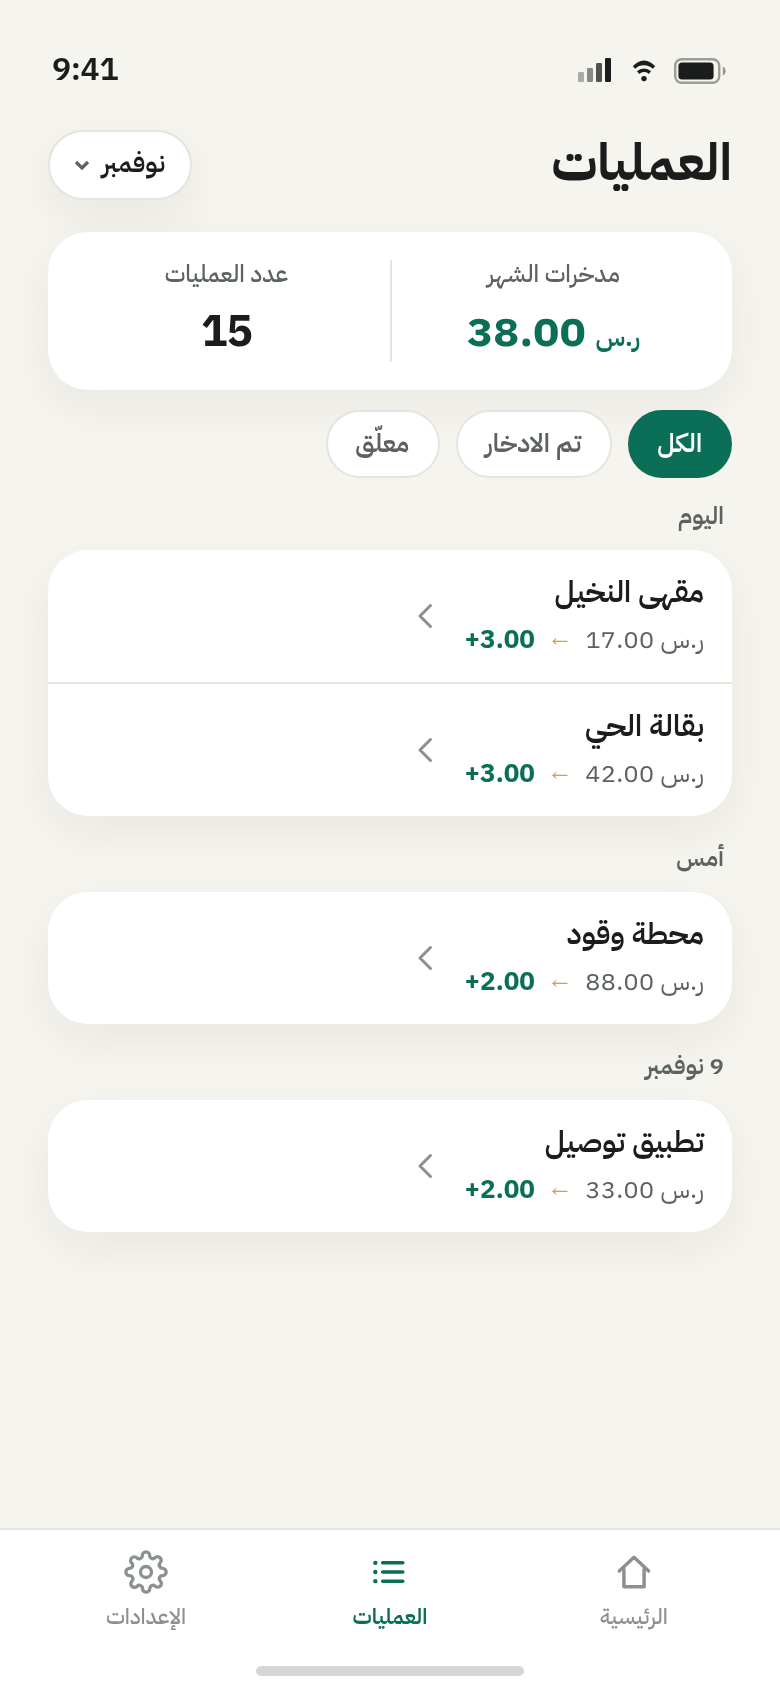 9:41
العمليات
نوفمبر
مدخرات الشهر
ر.س 38.00
عدد العمليات
15
الكل
تم الادخار
معلّق
اليوم
مقهى النخيل
ر.س 17.00 ← +3.00
بقالة الحي
ر.س 42.00 ← +3.00
أمس
محطة وقود
ر.س 88.00 ← +2.00
9 نوفمبر
تطبيق توصيل
ر.س 33.00 ← +2.00
الرئيسية
العمليات
الإعدادات